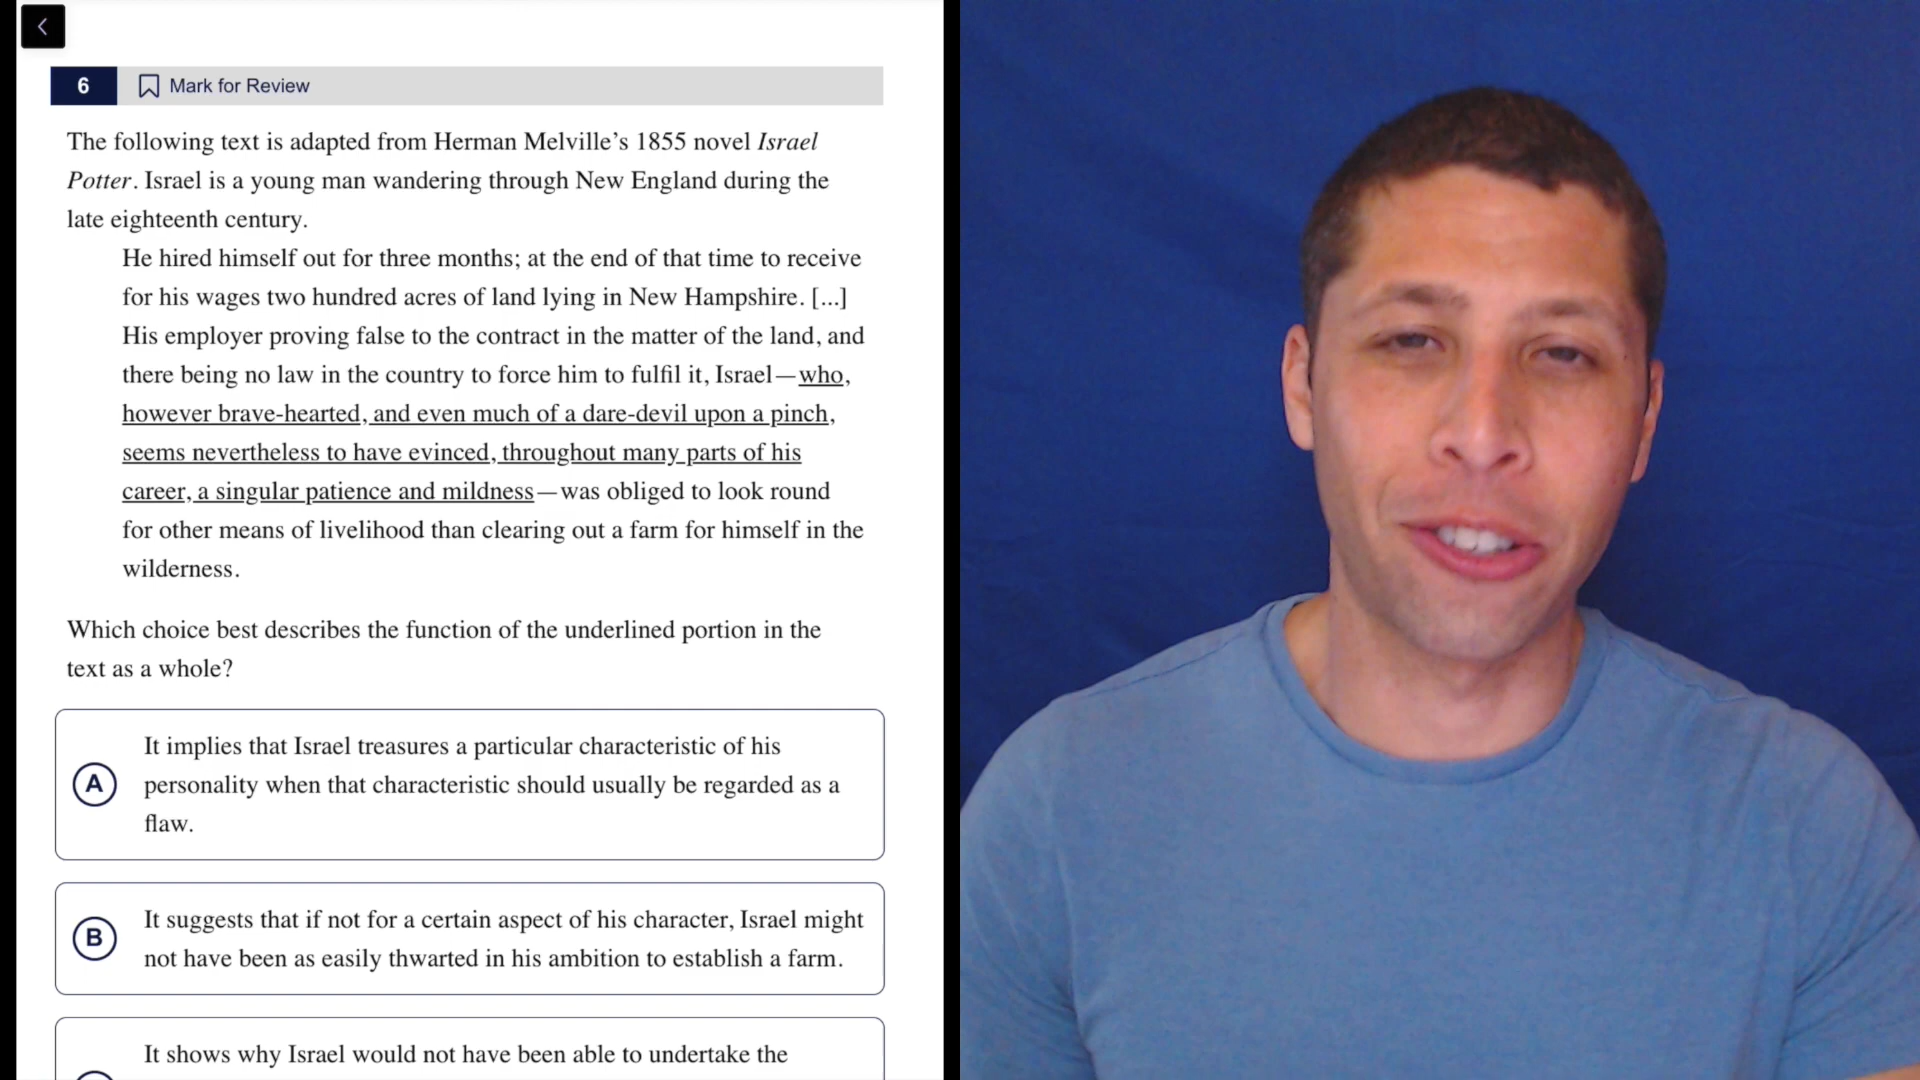 6 Mark for Review
The following text is adapted from Herman Melville’s 1855 novel Israel
Potter. Israel is a young man wandering through New England during the
late eighteenth century.
He hired himself out for three months; at the end of that time to receive
for his wages two hundred acres of land lying in New Hampshire. [...]
His employer proving false to the contract in the matter of the land, and
there being no law in the country to force him to fulfil it, Israel—who,
however brave-hearted, and even much of a dare-devil upon a pinch,
seems nevertheless to have evinced, throughout many parts of his
career, a singular patience and mildness—was obliged to look round
for other means of livelihood than clearing out a farm for himself in the
wilderness.
Which choice best describes the function of the underlined portion in the
text as a whole?
A
It implies that Israel treasures a particular characteristic of his
personality when that characteristic should usually be regarded as a
flaw.
B
It suggests that if not for a certain aspect of his character, Israel might
not have been as easily thwarted in his ambition to establish a farm.
It shows why Israel would not have been able to undertake the